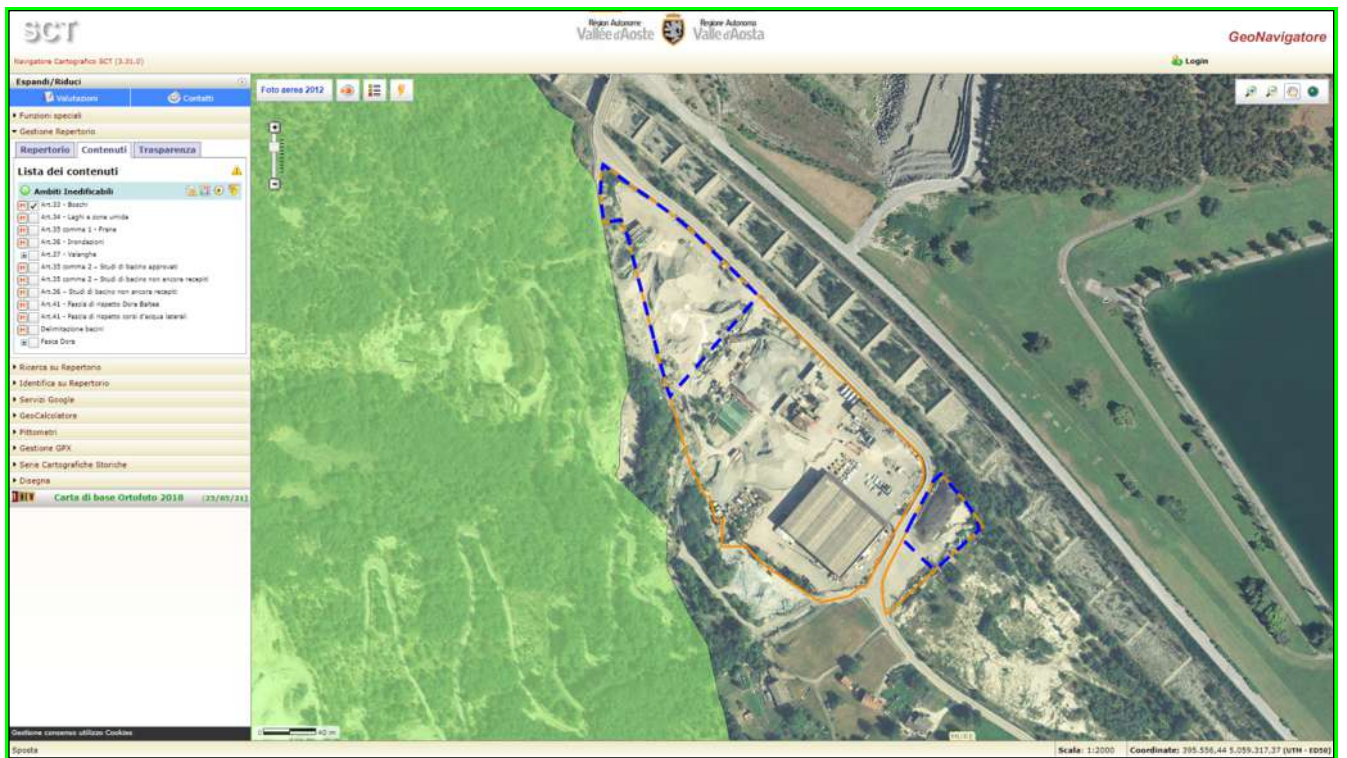 SCT
Région Autonome
Vallée d'Aoste
Regione Autonoma
Valle d'Aosta
GeoNavigatore
Navigatore Cartografico SCT (3.31.0)
Login
Espandi/Riduci
Valutazioni
Contatti
Funzioni speciali
Gestione Repertorio
Repertorio
Contenuti
Trasparenza
Lista dei contenuti
Ambiti Inedificabili
Art.33 - Boschi
Art.34 - Laghi e zone umide
Art.35 comma 1 - Frane
Art.36 - Inondazioni
Art.37 - Valanghe
Art.35 comma 2 - Studi di bacino approvati
Art.35 comma 2 - Studi di bacino non ancora recepiti
Art.36 - Studi di bacino non ancora recepiti
Art.41 - Fascia di rispetto Dora Baltea
Art.41 - Fascia di rispetto corsi d'acqua laterali
Delimitazione bacini
Fasce Dora
Ricerca su Repertorio
Identifica su Repertorio
Servizi Google
GeoCalcolatore
Pittometri
Gestione GPX
Serie Cartografiche Storiche
Disegna
NEW Carta di base Ortofoto 2018 (23/03/21)
Foto aerea 2012
Gestione consenso utilizzo Cookies
0 40 m
Sposta
Scala: 1:2000
Coordinate: 395.556,44 5.059.317,37 (UTM - ED50)